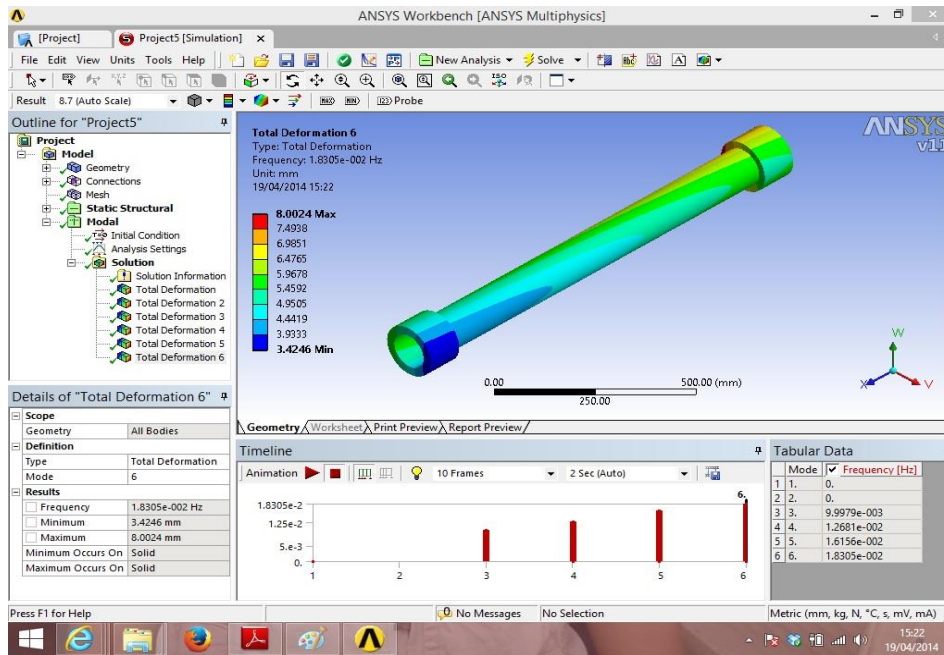 ANSYS Workbench [ANSYS Multiphysics]
[Project] Project5 [Simulation] ×
File Edit View Units Tools Help New Analysis Solve
Result 8.7 (Auto Scale) MAX MIN 123 Probe
Outline for "Project5"
Project
Model
Geometry
Connections
Mesh
Static Structural
Modal
Initial Condition
Analysis Settings
Solution
Solution Information
Total Deformation
Total Deformation 2
Total Deformation 3
Total Deformation 4
Total Deformation 5
Total Deformation 6
Details of "Total Deformation 6"
Scope
Geometry All Bodies
Definition
Type Total Deformation
Mode 6
Results
Frequency 1.8305e-002 Hz
Minimum 3.4246 mm
Maximum 8.0024 mm
Minimum Occurs On Solid
Maximum Occurs On Solid
Total Deformation 6
Type: Total Deformation
Frequency: 1.8305e-002 Hz
Unit: mm
19/04/2014 15:22
8.0024 Max
7.4938
6.9851
6.4765
5.9678
5.4592
4.9505
4.4419
3.9333
3.4246 Min
ANSYS
v11
0.00 500.00 (mm)
250.00
W
X V
Geometry Worksheet Print Preview Report Preview
Timeline
Animation 10 Frames 2 Sec (Auto)
6.
1.8305e-2
1.25e-2
5.e-3
0.
1 2 3 4 5 6
Tabular Data
Mode Frequency [Hz]
1 1. 0.
2 2. 0.
3 3. 9.9979e-003
4 4. 1.2681e-002
5 5. 1.6156e-002
6 6. 1.8305e-002
Press F1 for Help 0 No Messages No Selection Metric (mm, kg, N, °C, s, mV, mA)
15:22
19/04/2014